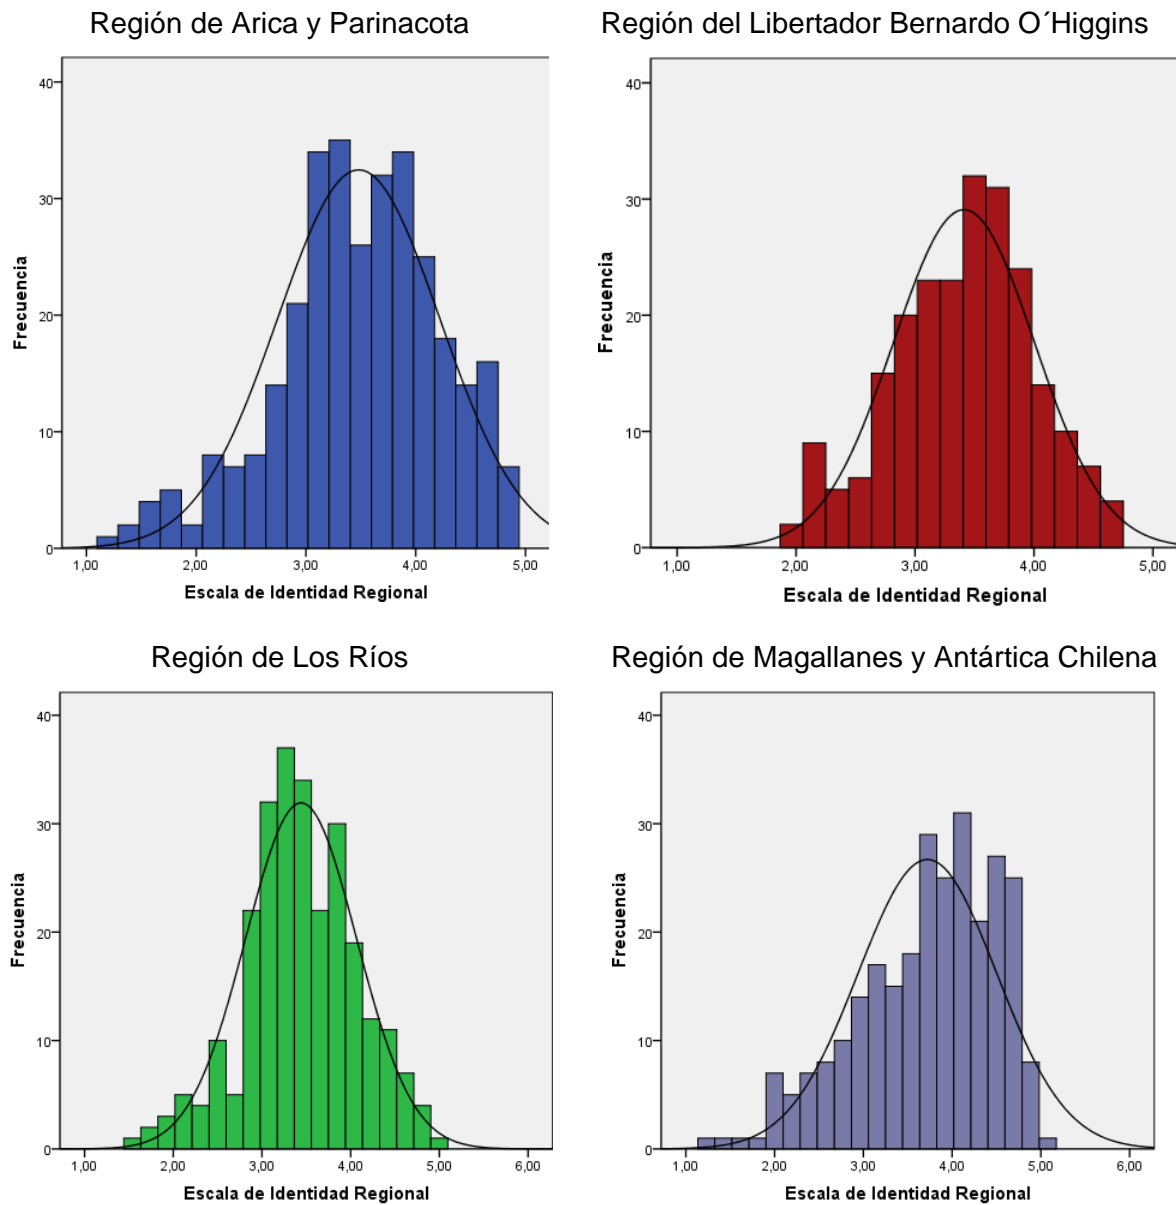 Región de Arica y Parinacota
Región del Libertador Bernardo O´Higgins
40
30
20
10
0
Frecuencia
1,00 2,00 3,00 4,00 5,00
Escala de Identidad Regional
40
30
20
10
0
Frecuencia
1,00 2,00 3,00 4,00 5,00
Escala de Identidad Regional
Región de Los Ríos
Región de Magallanes y Antártica Chilena
40
30
20
10
0
Frecuencia
1,00 2,00 3,00 4,00 5,00 6,00
Escala de Identidad Regional
40
30
20
10
0
Frecuencia
1,00 2,00 3,00 4,00 5,00 6,00
Escala de Identidad Regional